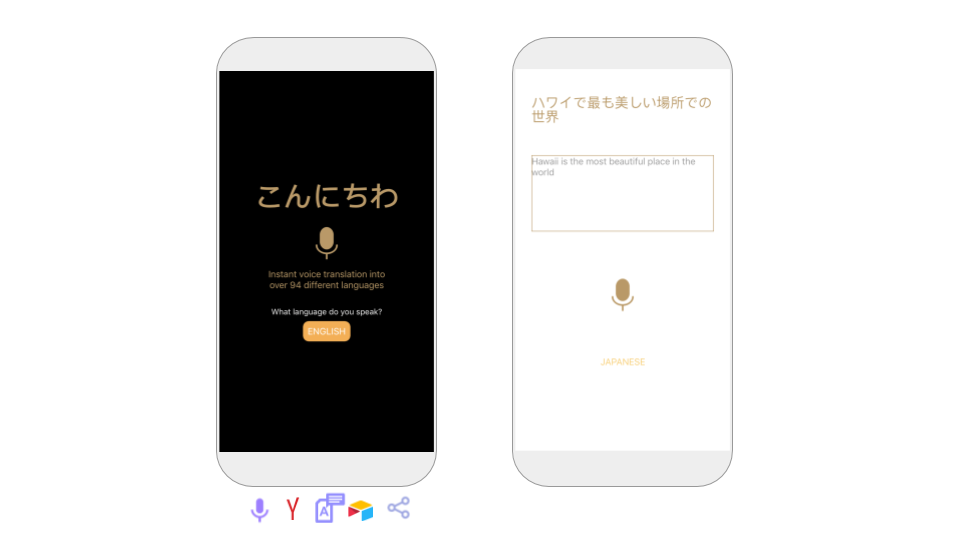 こんにちわ
Instant voice translation into
over 94 different languages
What language do you speak?
ENGLISH
ハワイで最も美しい場所での
世界
Hawaii is the most beautiful place in the
world
JAPANESE